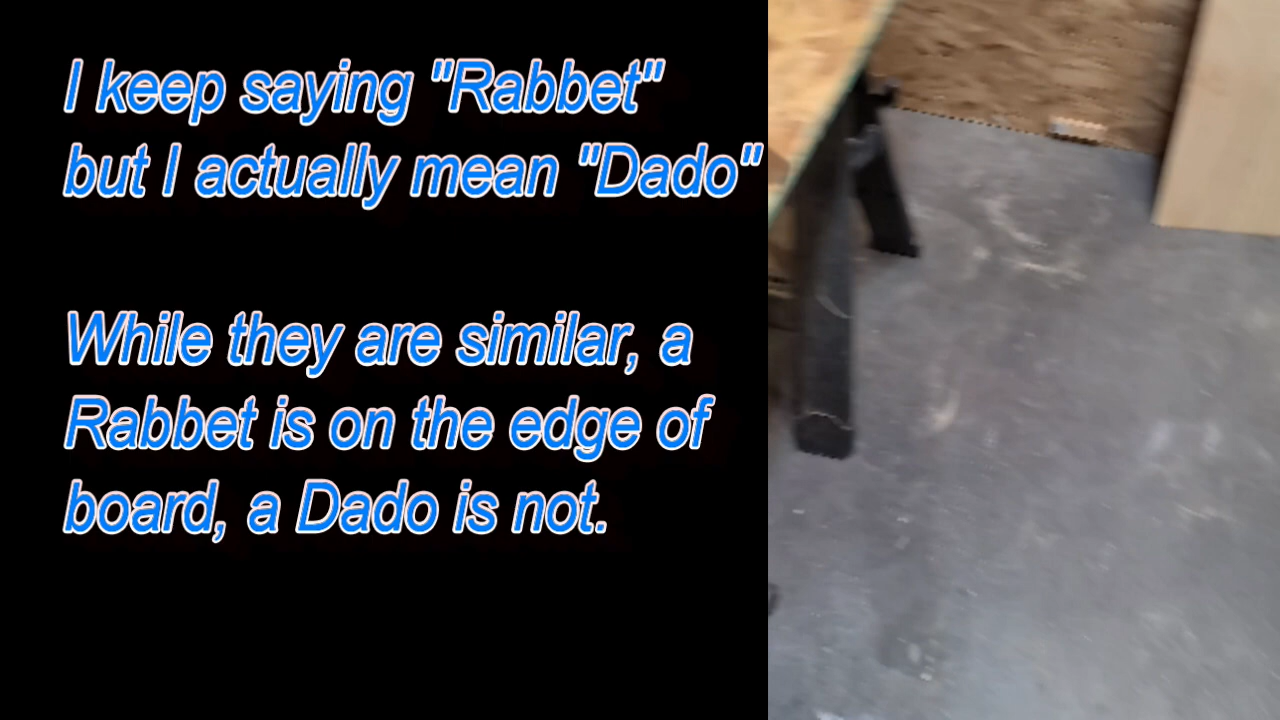 I keep saying "Rabbet"
but I actually mean "Dado"
While they are similar, a
Rabbet is on the edge of
board, a Dado is not.